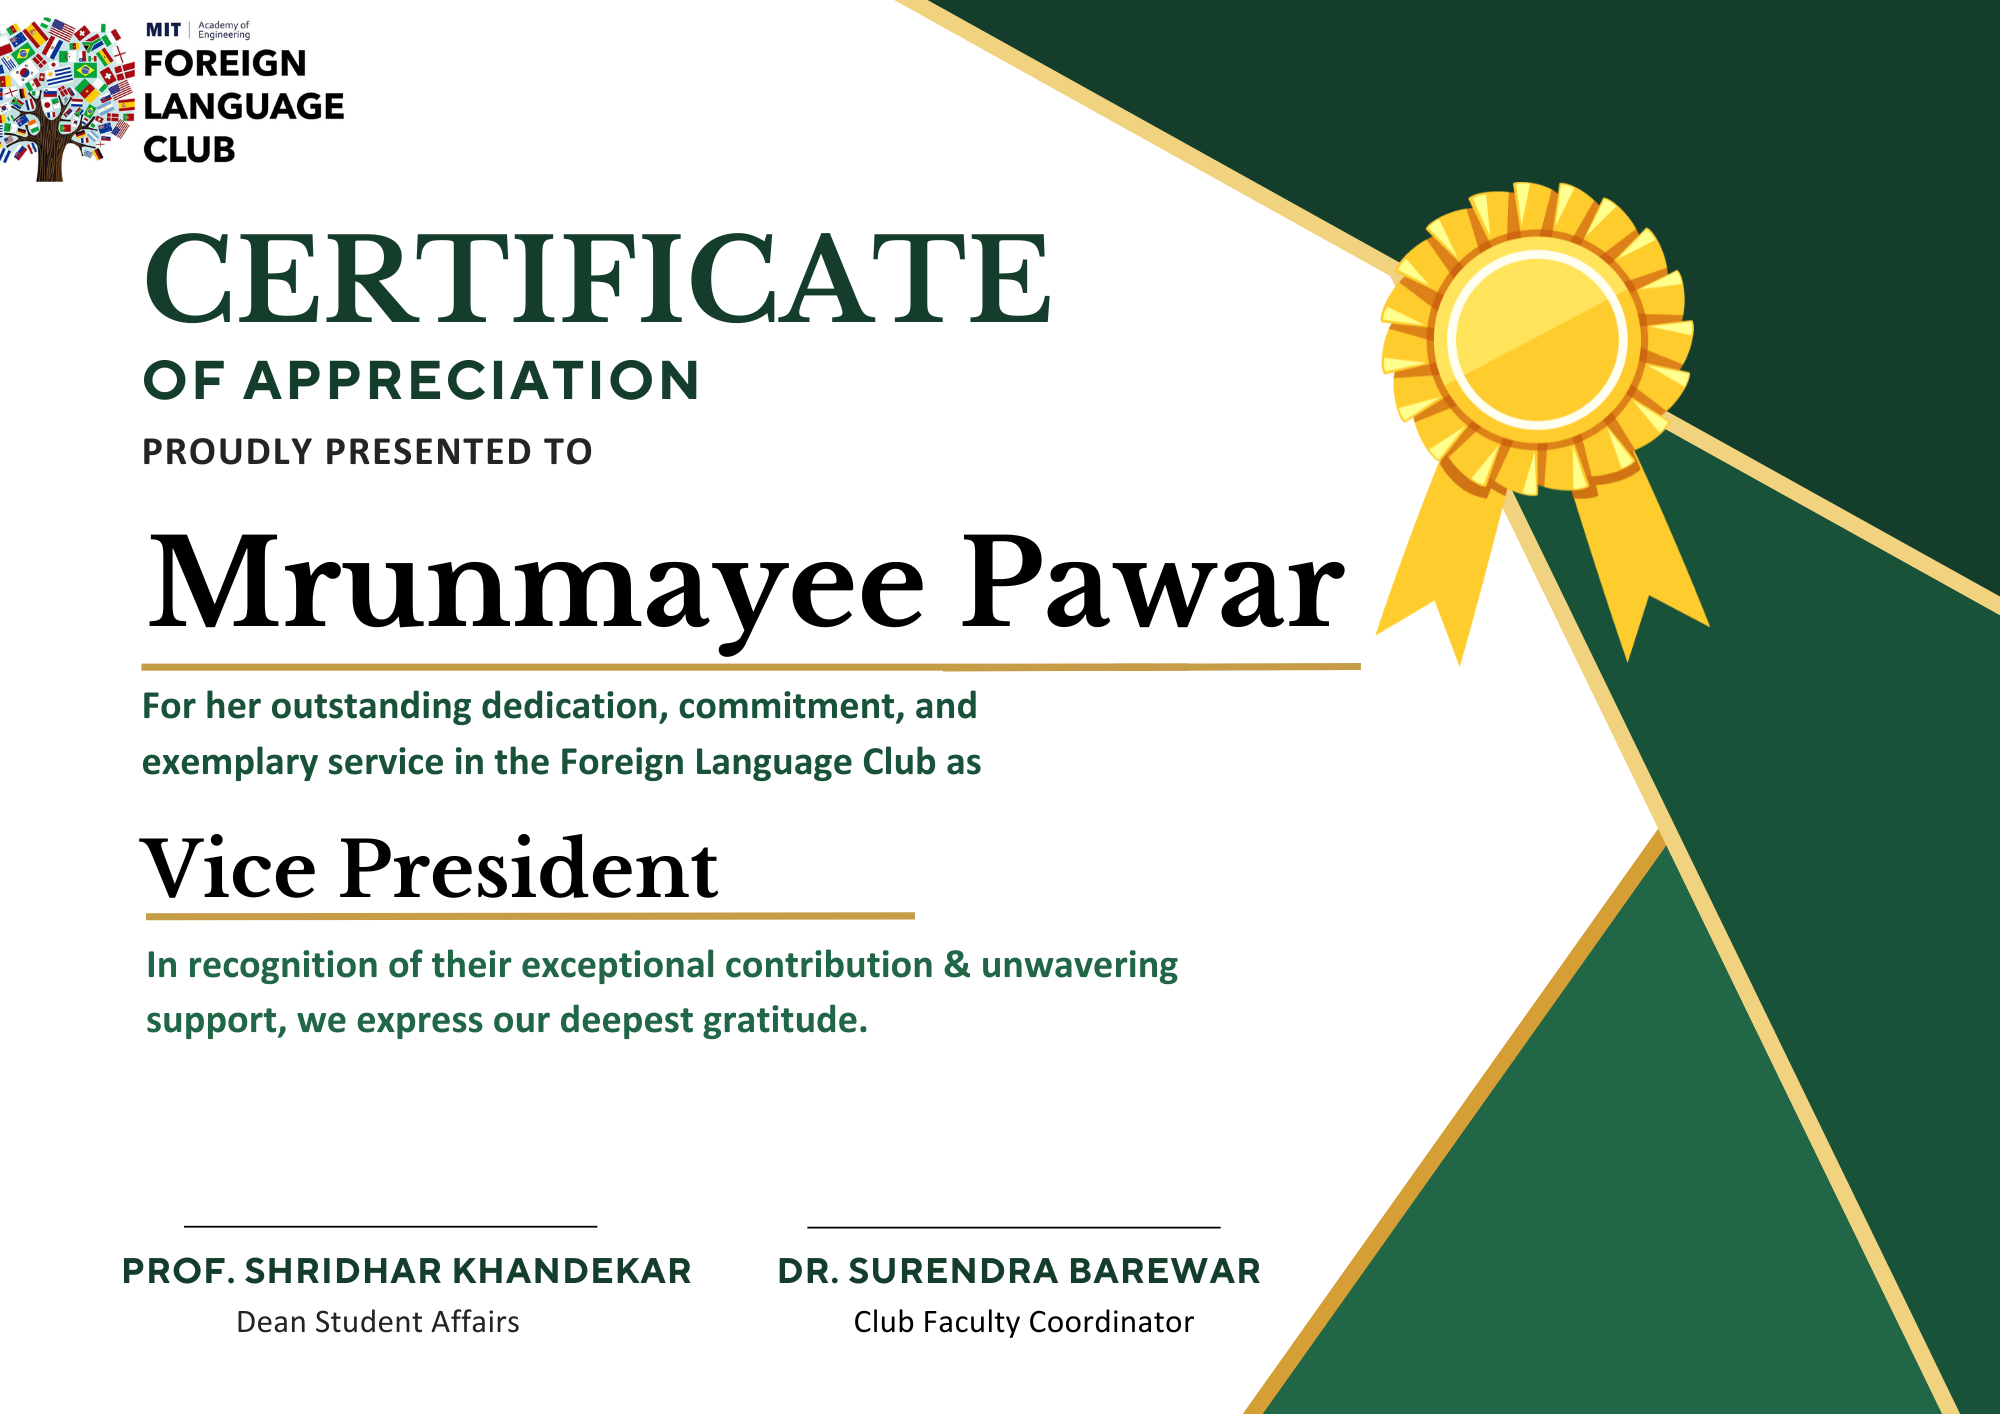 MIT | Academy of
Engineering
FOREIGN
LANGUAGE
CLUB
CERTIFICATE
OF APPRECIATION
PROUDLY PRESENTED TO
Mrunmayee Pawar
For her outstanding dedication, commitment, and
exemplary service in the Foreign Language Club as
Vice President
In recognition of their exceptional contribution & unwavering
support, we express our deepest gratitude.
PROF. SHRIDHAR KHANDEKAR
Dean Student Affairs
DR. SURENDRA BAREWAR
Club Faculty Coordinator